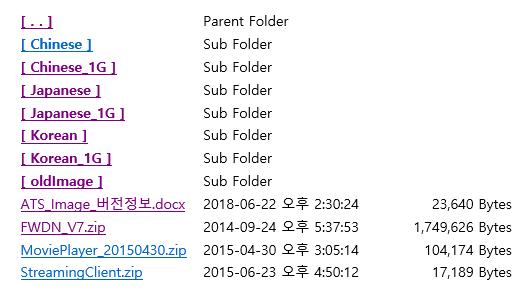 [ . . ] Parent Folder
[ Chinese ] Sub Folder
[ Chinese_1G ] Sub Folder
[ Japanese ] Sub Folder
[ Japanese_1G ] Sub Folder
[ Korean ] Sub Folder
[ Korean_1G ] Sub Folder
[ oldImage ] Sub Folder
ATS_Image_버전정보.docx 2018-06-22 오후 2:30:24 23,640 Bytes
FWDN_V7.zip 2014-09-24 오후 5:37:53 1,749,626 Bytes
MoviePlayer_20150430.zip 2015-04-30 오후 3:05:14 104,174 Bytes
StreamingClient.zip 2015-06-23 오후 4:50:12 17,189 Bytes